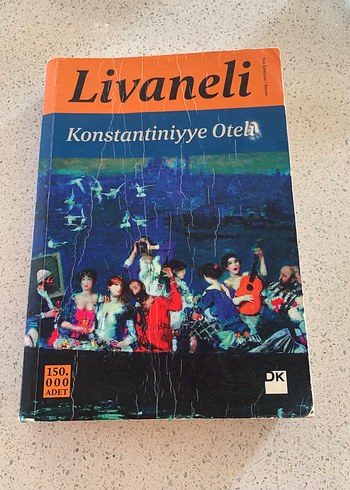 Livaneli
Konstantiniyye Oteli
150.
000
ADET
DK